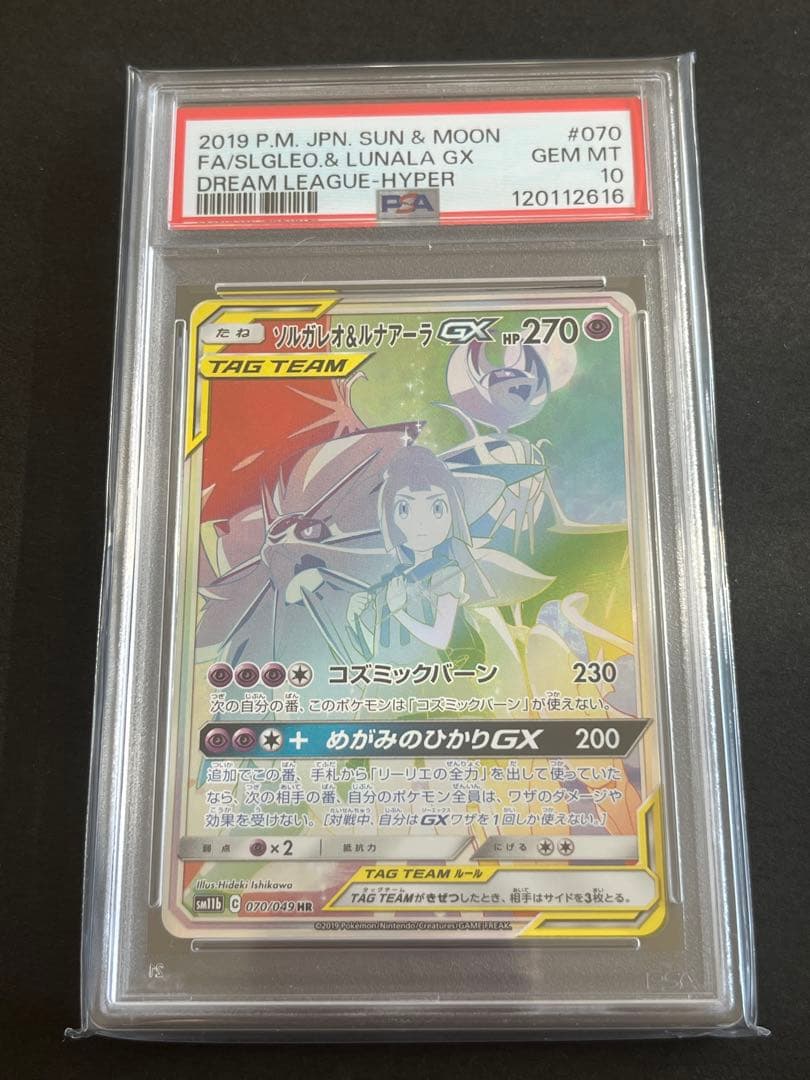 2019 P.M. JPN. SUN & MOON #070
FA/SLGLEO.& LUNALA GX GEM MT
DREAM LEAGUE-HYPER 10
PSA 120112616
たね ソルガレオ&ルナアーラGX HP270
TAG TEAM
コズミックバーン 230
次の自分の番、このポケモンは「コズミックバーン」が使えない。
+ めがみのひかりGX 200
追加でこの番、手札から「リーリエの全力」を出して使っていた
なら、次の相手の番、自分のポケモン全員は、ワザのダメージや
効果を受けない。[対戦中、自分はGXワザを1回しか使えない。]
弱点 ×2 抵抗力 にげる
TAG TEAM ルール
Illus.Hideki Ishikawa
TAG TEAMがきぜつしたとき、相手はサイドを3枚とる。
sm11b C 070/049 HR
©2019 Pokémon/Nintendo/Creatures/GAME FREAK.
PSA